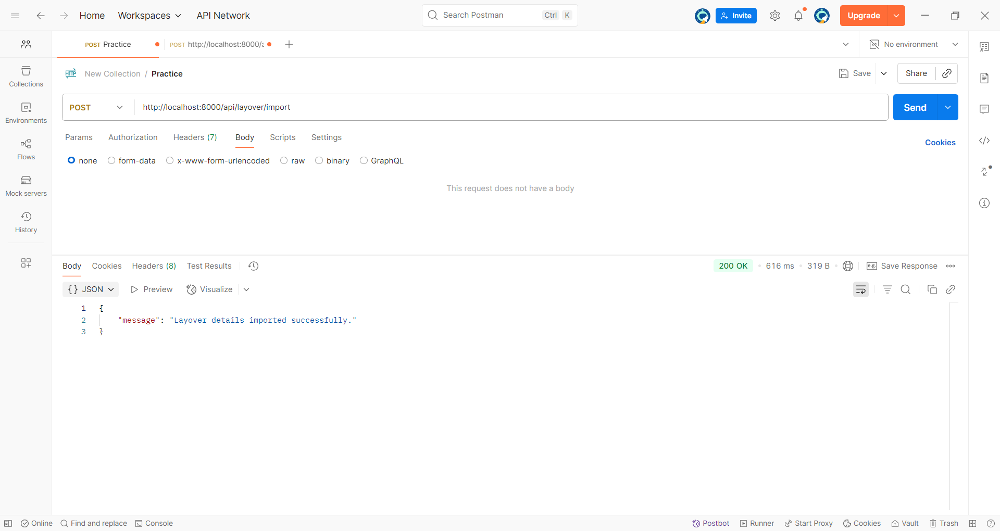 Home Workspaces API Network Search Postman Ctrl K Invite Upgrade
POST Practice POST http://localhost:8000/a No environment
HTTP New Collection / Practice Save Share
POST http://localhost:8000/api/layover/import Send
Params Authorization Headers (7) Body Scripts Settings Cookies
none form-data x-www-form-urlencoded raw binary GraphQL
This request does not have a body
Collections
Environments
Flows
Mock servers
History
Body Cookies Headers (8) Test Results 200 OK • 616 ms • 319 B • e.g. Save Response
{} JSON Preview Visualize
1 {
2 "message": "Layover details imported successfully."
3 }
Online Find and replace Console Postbot Runner Start Proxy Cookies Vault Trash